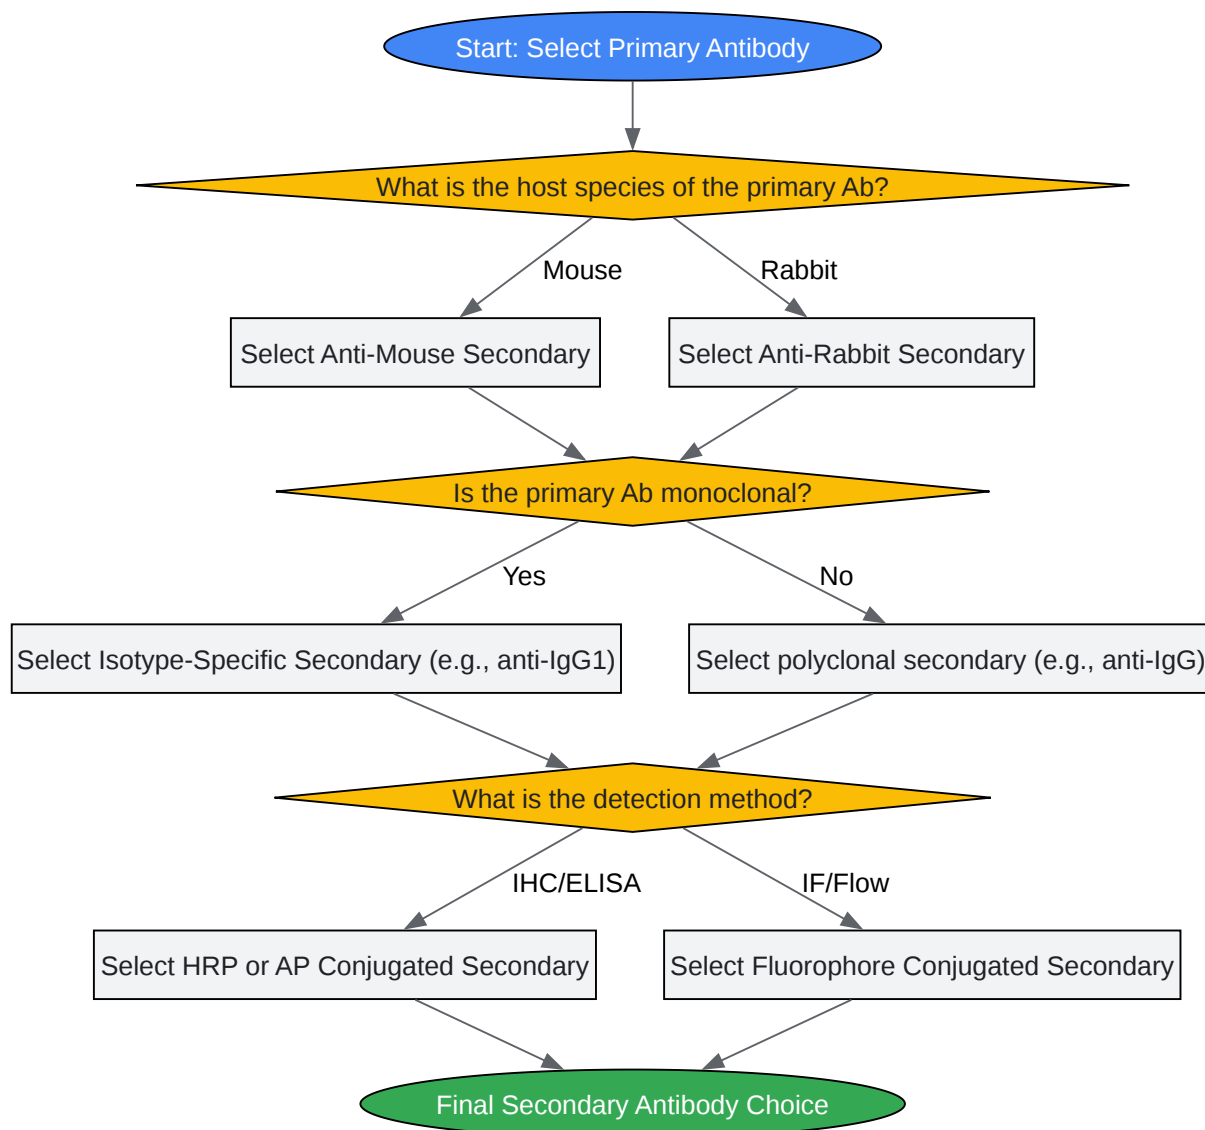 Start: Select Primary Antibody
What is the host species of the primary Ab?
Mouse
Rabbit
Select Anti-Mouse Secondary
Select Anti-Rabbit Secondary
Is the primary Ab monoclonal?
Yes
No
Select Isotype-Specific Secondary (e.g., anti-IgG1)
Select polyclonal secondary (e.g., anti-IgG)
What is the detection method?
IHC/ELISA
IF/Flow
Select HRP or AP Conjugated Secondary
Select Fluorophore Conjugated Secondary
Final Secondary Antibody Choice